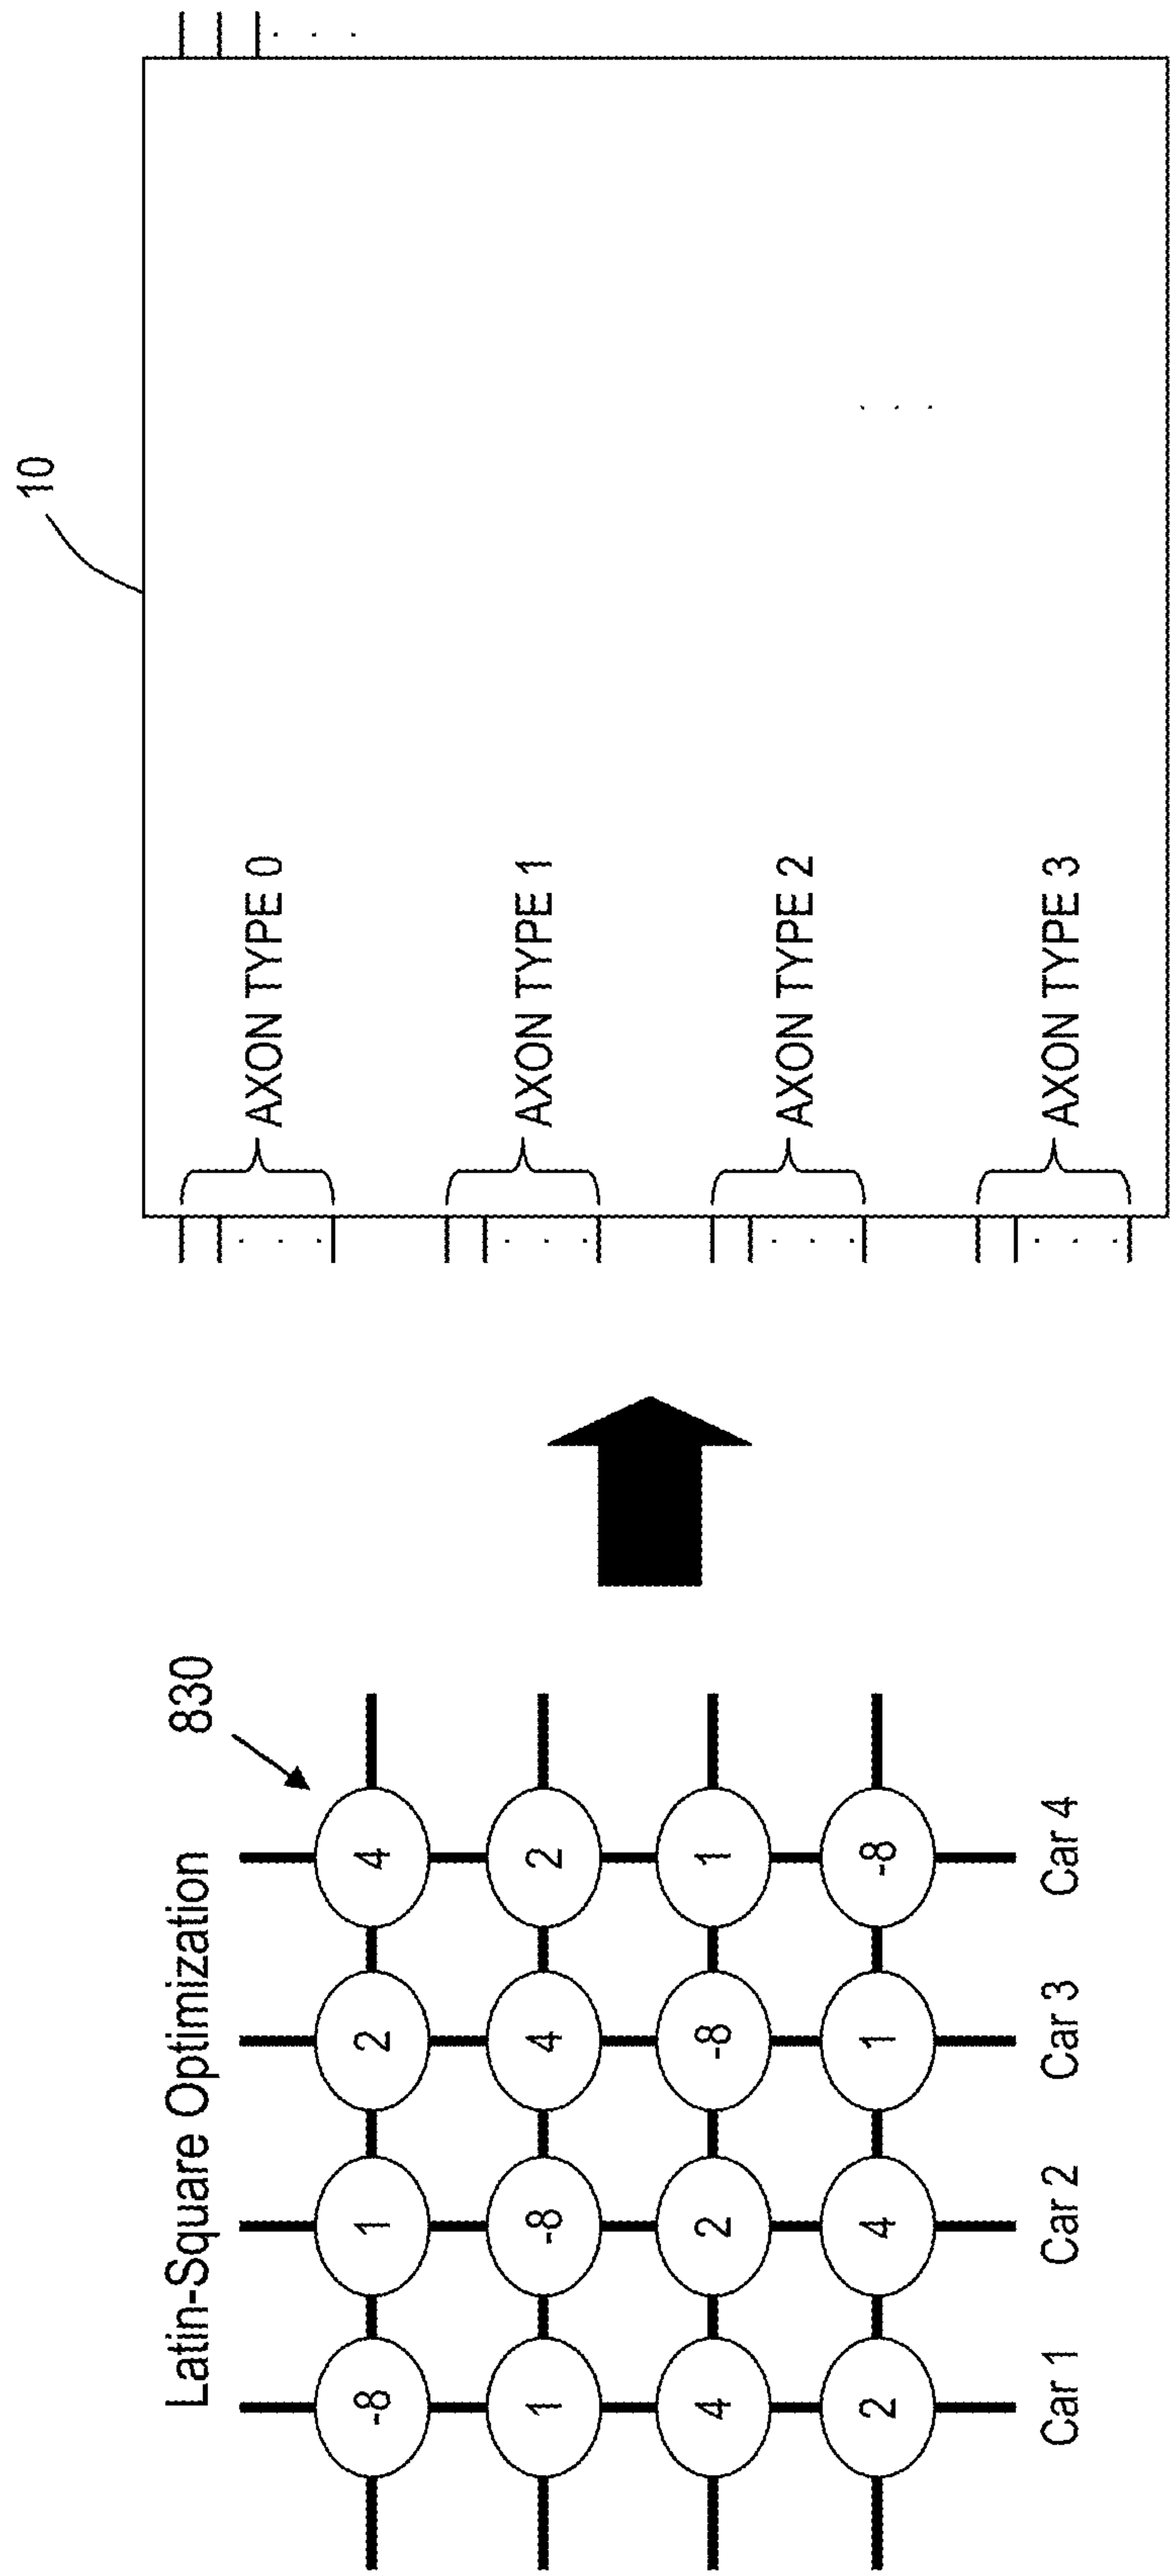 Latin-Square Optimization
830
-8 1 2 4
1 -8 4 2
4 2 -8 1
2 4 1 -8
Car 1 Car 2 Car 3 Car 4
10
AXON TYPE 0
AXON TYPE 1
AXON TYPE 2
AXON TYPE 3